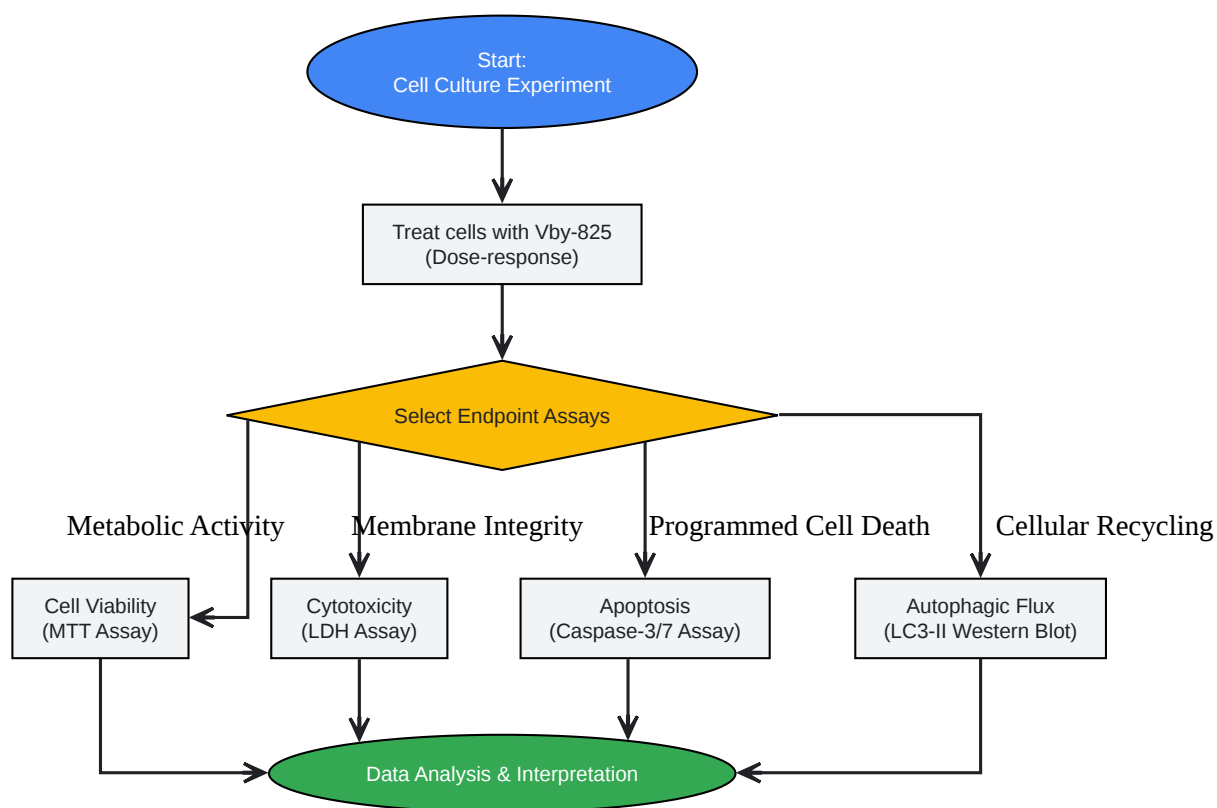 Start:
Cell Culture Experiment
Treat cells with Vby-825
(Dose-response)
Select Endpoint Assays
Metabolic Activity
Membrane Integrity
Programmed Cell Death
Cellular Recycling
Cell Viability
(MTT Assay)
Cytotoxicity
(LDH Assay)
Apoptosis
(Caspase-3/7 Assay)
Autophagic Flux
(LC3-II Western Blot)
Data Analysis & Interpretation